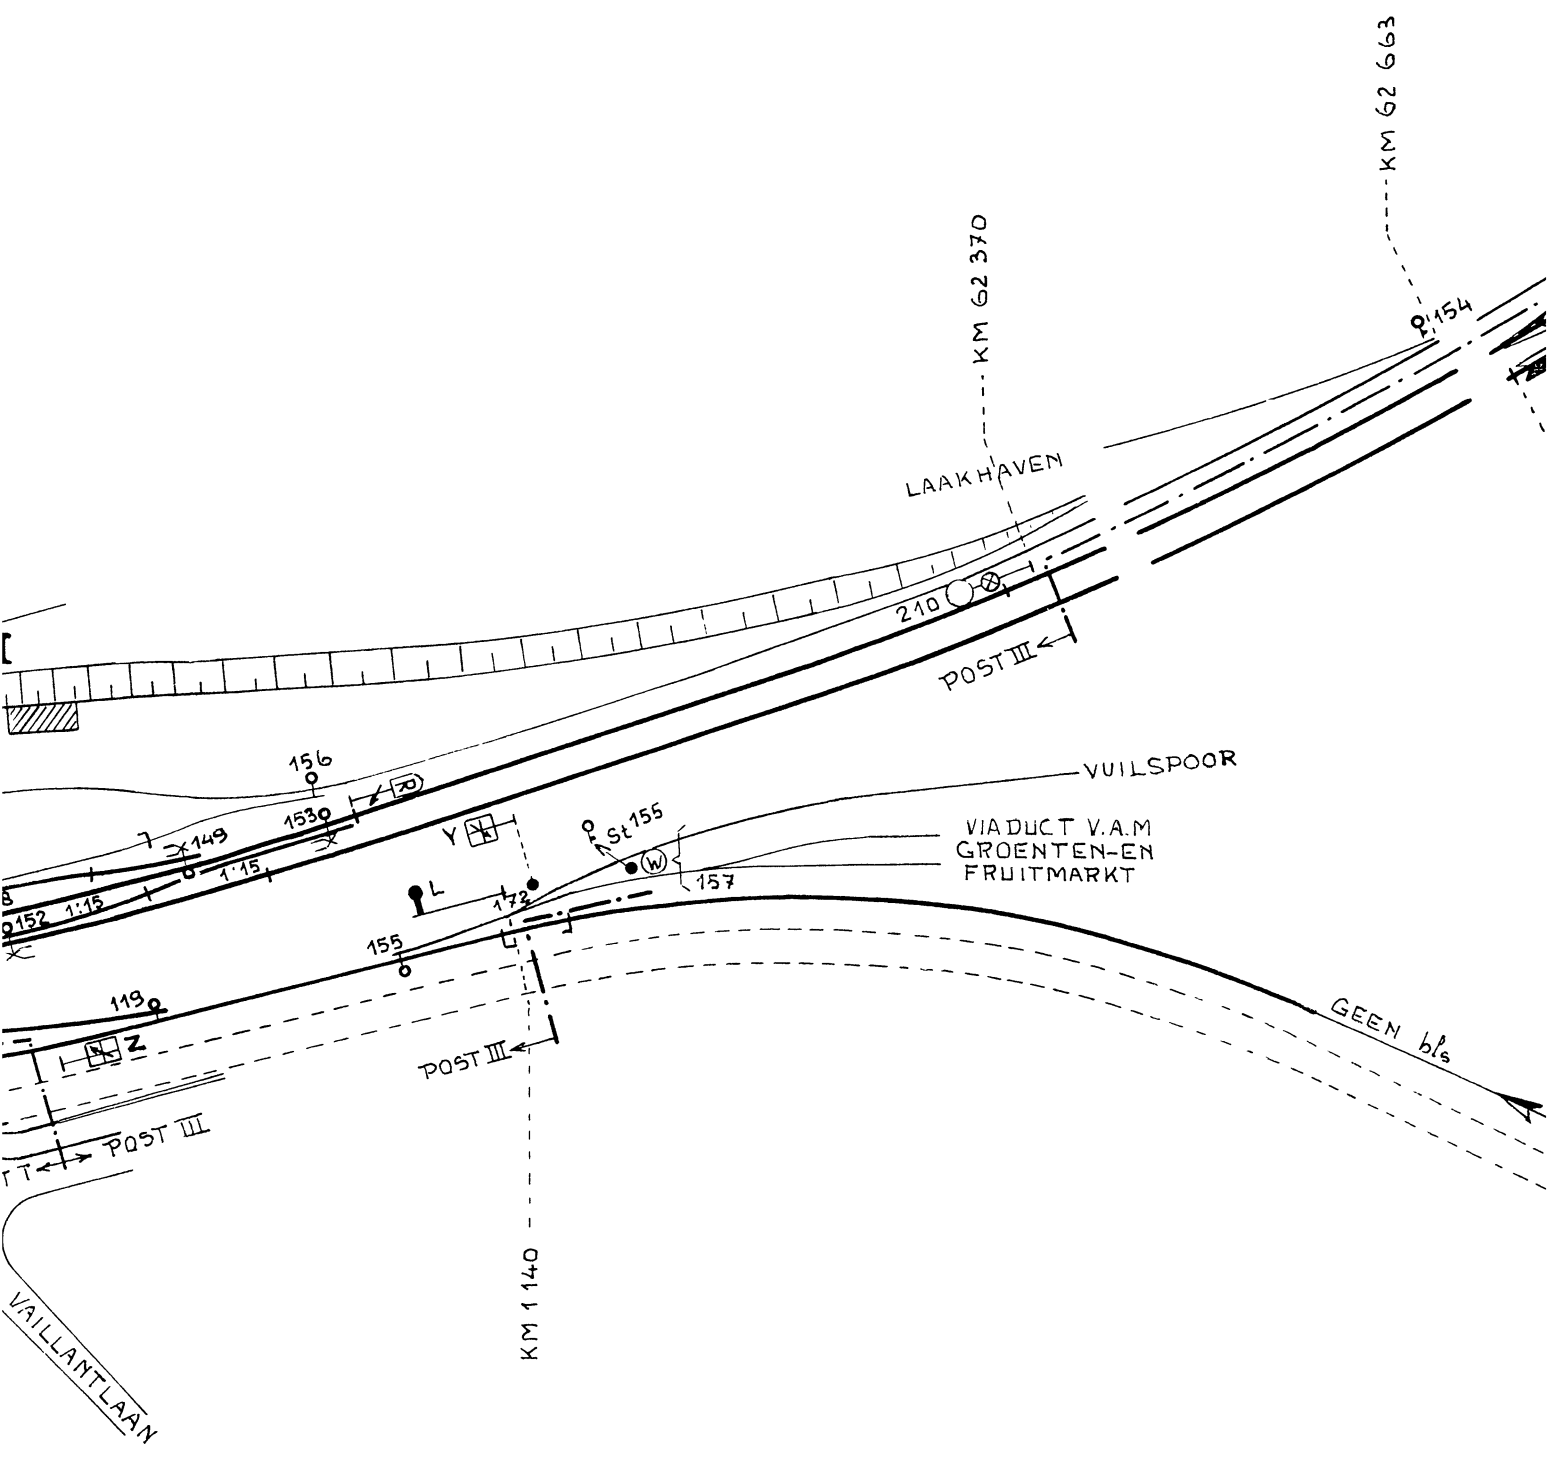 KM 62 663
KM 62 370
154
LAAKHAVEN
210
POST III
VUILSPOOR
156
R
153
149
1:15
Y
St 155
W
VIADUCT V.A.M
GROENTEN-EN
FRUITMARKT
157
L
172
8
152
1:15
155
119
Z
POST III
GEEN bls
POST III
T T
KM 1 140
VAILLANTLAAN